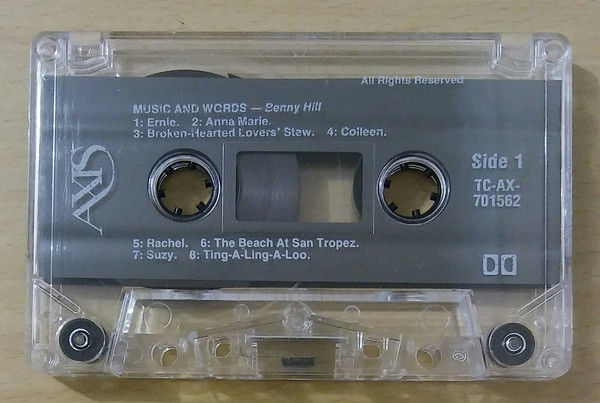 All Rights Reserved
MUSIC AND WORDS — Benny Hill
1: Ernie. 2: Anna Marie.
3: Broken-Hearted Lovers' Stew. 4: Colleen.
AXIS
Side 1
TC-AX-
701562
5: Rachel. 6: The Beach At San Tropez.
7: Suzy. 8: Ting-A-Ling-A-Loo.